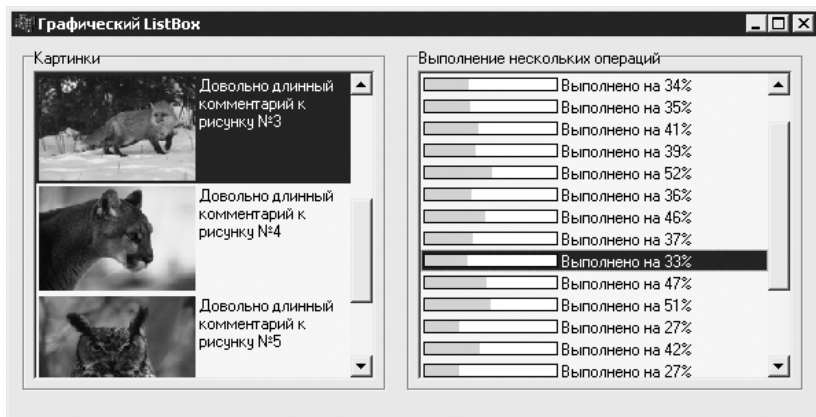 Графический ListBox
Картинки
Довольно длинный
комментарий к
рисунку №3
Довольно длинный
комментарий к
рисунку №4
Довольно длинный
комментарий к
рисунку №5
Выполнение нескольких операций
Выполнено на 34%
Выполнено на 35%
Выполнено на 41%
Выполнено на 39%
Выполнено на 52%
Выполнено на 36%
Выполнено на 46%
Выполнено на 37%
Выполнено на 33%
Выполнено на 47%
Выполнено на 51%
Выполнено на 27%
Выполнено на 42%
Выполнено на 27%